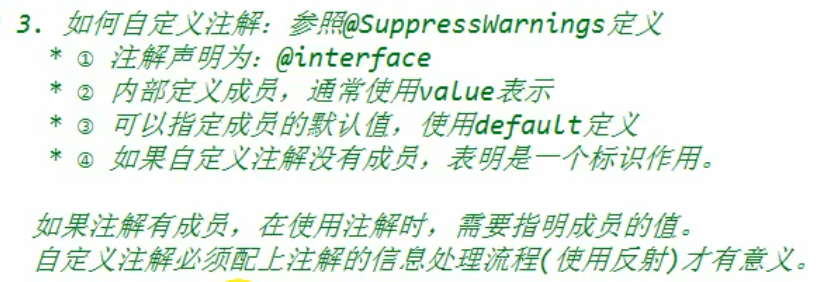 3. 如何自定义注解：参照@SuppressWarnings定义
* ① 注解声明为：@interface
* ② 内部定义成员，通常使用value表示
* ③ 可以指定成员的默认值，使用default定义
* ④ 如果自定义注解没有成员，表明是一个标识作用。
如果注解有成员，在使用注解时，需要指明成员的值。
自定义注解必须配上注解的信息处理流程(使用反射)才有意义。